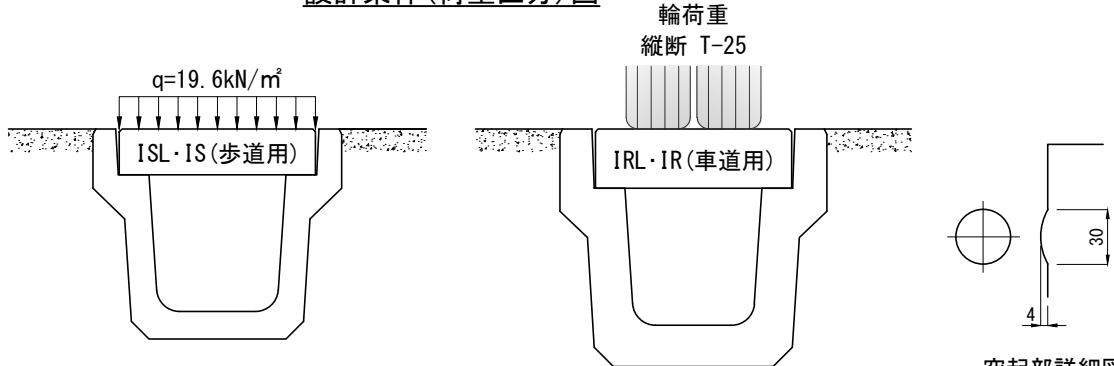 設計条件(荷重区分)図
輪荷重
縦断 T-25
q=19.6kN/㎡
ISL・IS(歩道用)
IRL・IR(車道用)
30
4
突起部詳細図